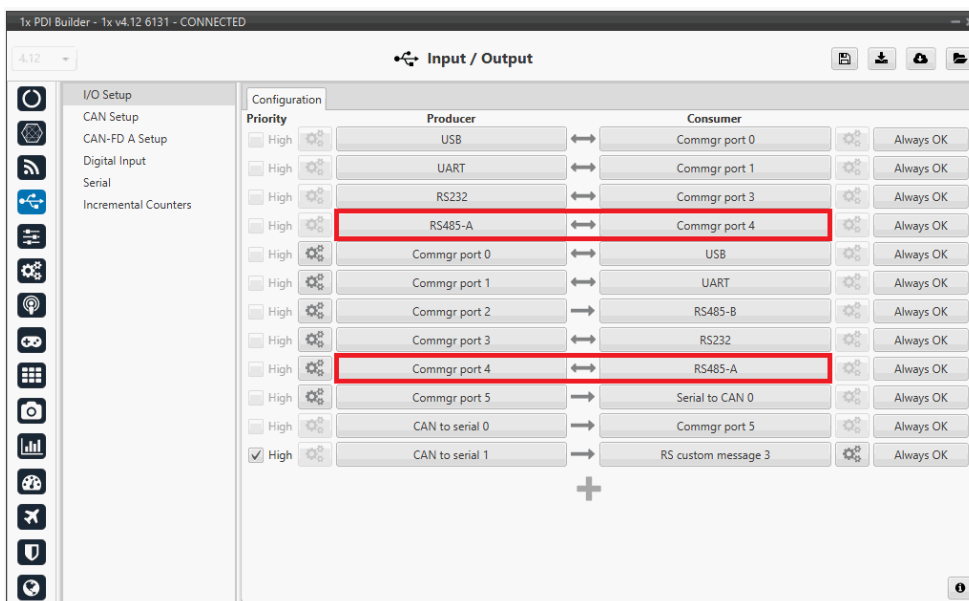 1x PDI Builder - 1x v4.12 6131 - CONNECTED
4.12
Input / Output
I/O Setup
CAN Setup
CAN-FD A Setup
Digital Input
Serial
Incremental Counters
Configuration
Priority Producer Consumer
High USB Commgr port 0 Always OK
High UART Commgr port 1 Always OK
High RS232 Commgr port 3 Always OK
High RS485-A Commgr port 4 Always OK
High Commgr port 0 USB Always OK
High Commgr port 1 UART Always OK
High Commgr port 2 RS485-B Always OK
High Commgr port 3 RS232 Always OK
High Commgr port 4 RS485-A Always OK
High Commgr port 5 Serial to CAN 0 Always OK
High CAN to serial 0 Commgr port 5 Always OK
High CAN to serial 1 RS custom message 3 Always OK